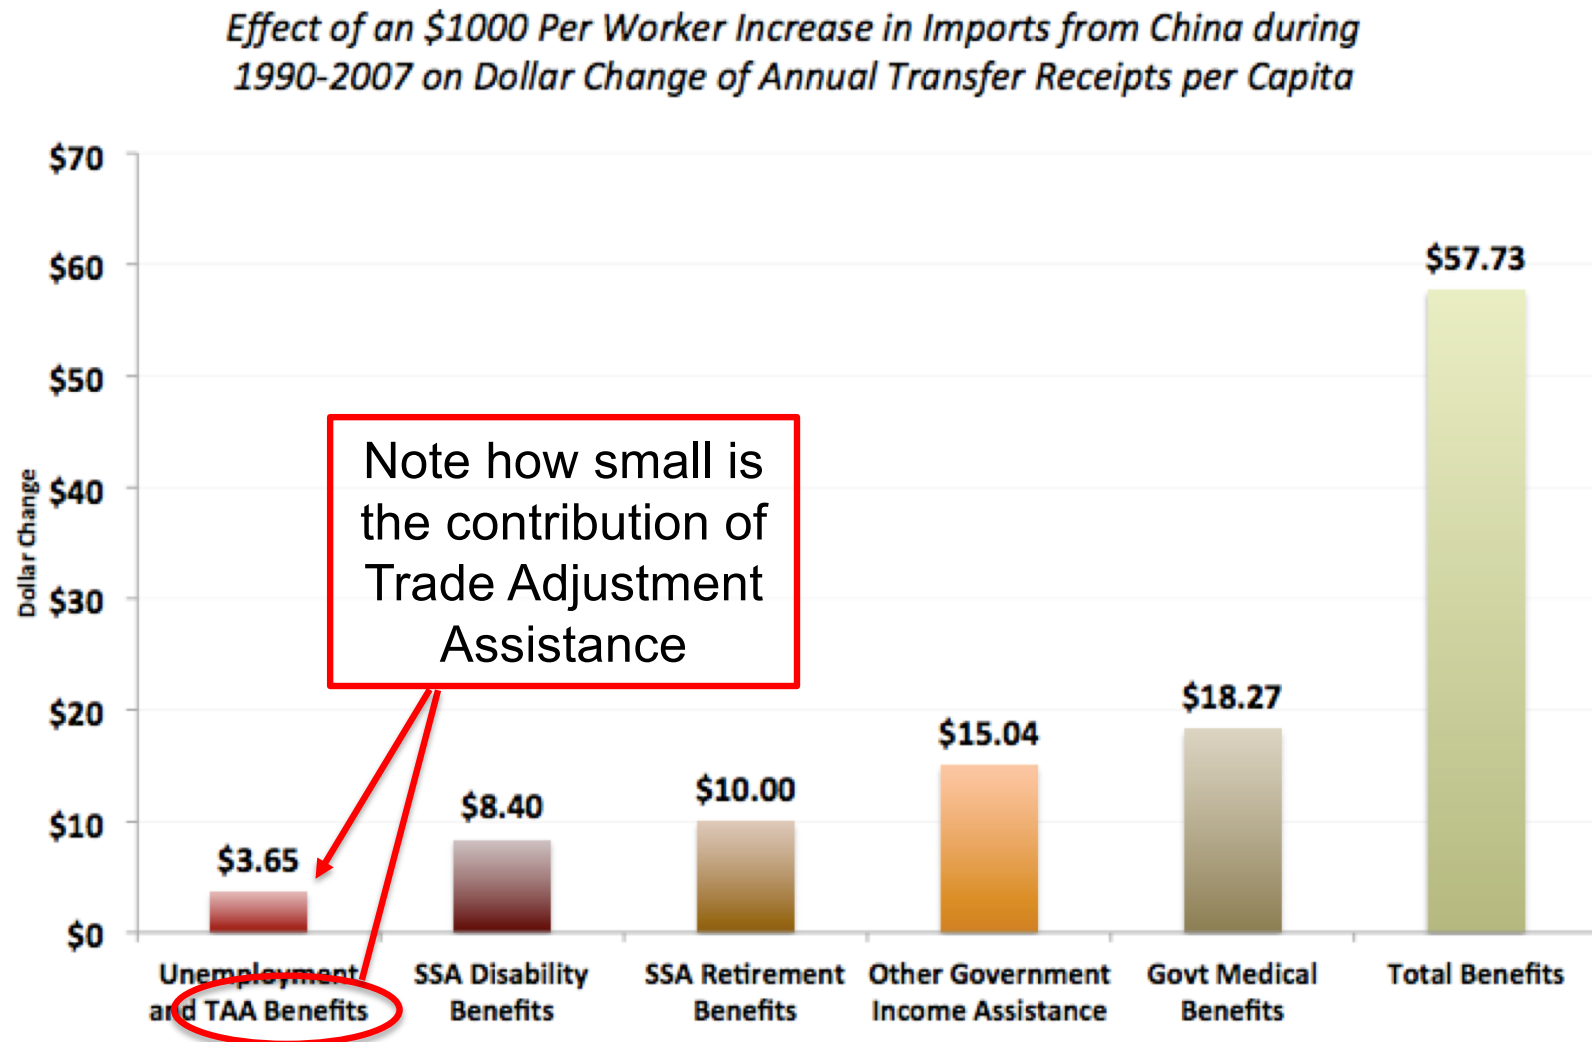 Effect of an $1000 Per Worker Increase in Imports from China during
1990-2007 on Dollar Change of Annual Transfer Receipts per Capita
$70
$60
$50
$40
$30
$20
$10
$0
Dollar Change
Note how small is
the contribution of
Trade Adjustment
Assistance
$3.65
$8.40
$10.00
$15.04
$18.27
$57.73
Unemployment
and TAA Benefits
SSA Disability
Benefits
SSA Retirement
Benefits
Other Government
Income Assistance
Govt Medical
Benefits
Total Benefits